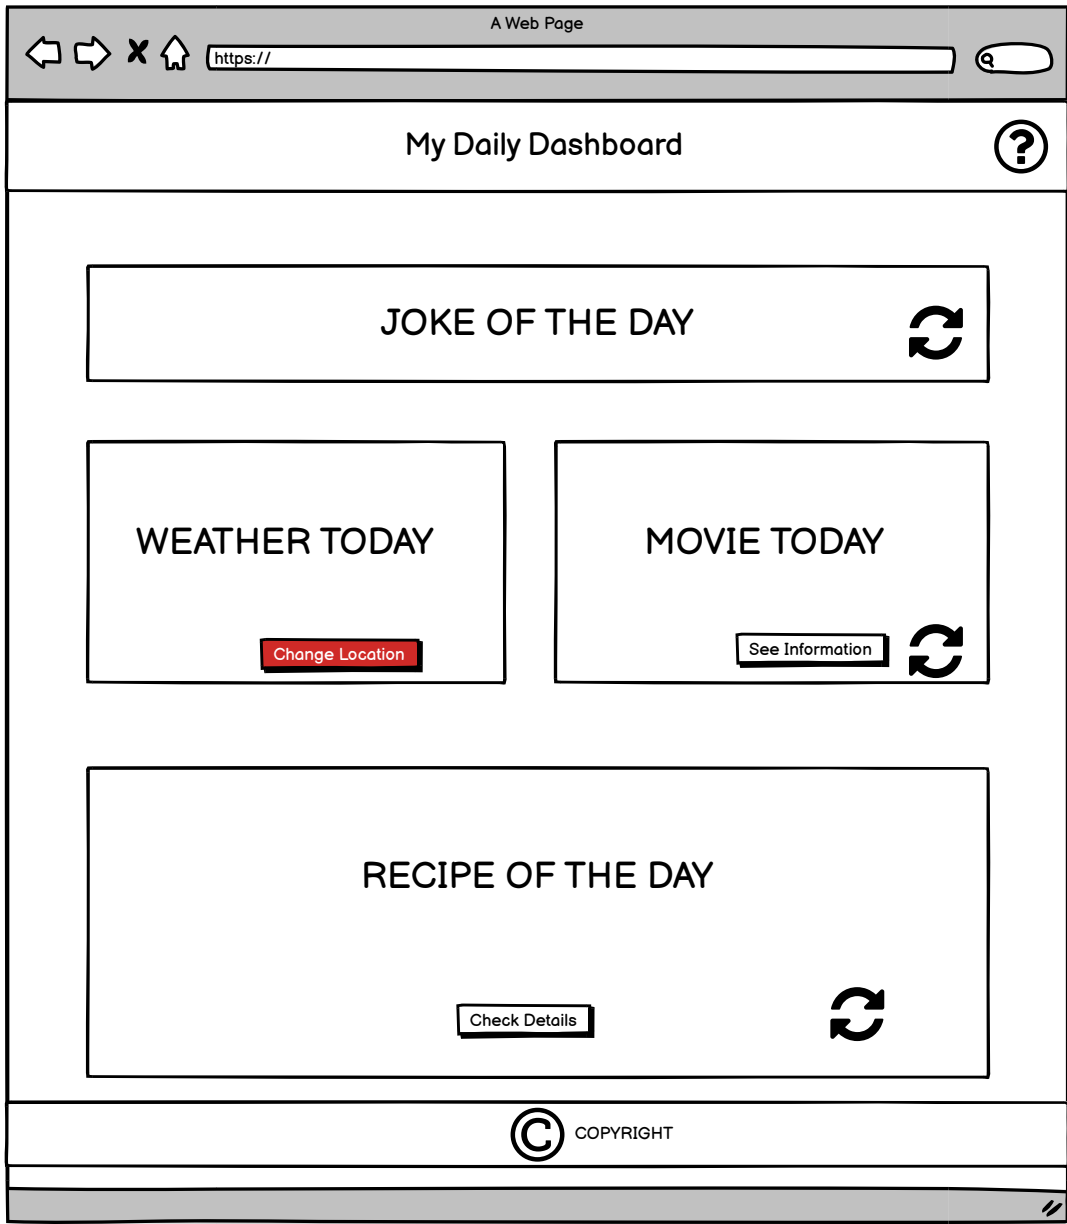 A Web Page
https://
My Daily Dashboard
?
JOKE OF THE DAY
WEATHER TODAY
MOVIE TODAY
Change Location
See Information
RECIPE OF THE DAY
Check Details
© COPYRIGHT